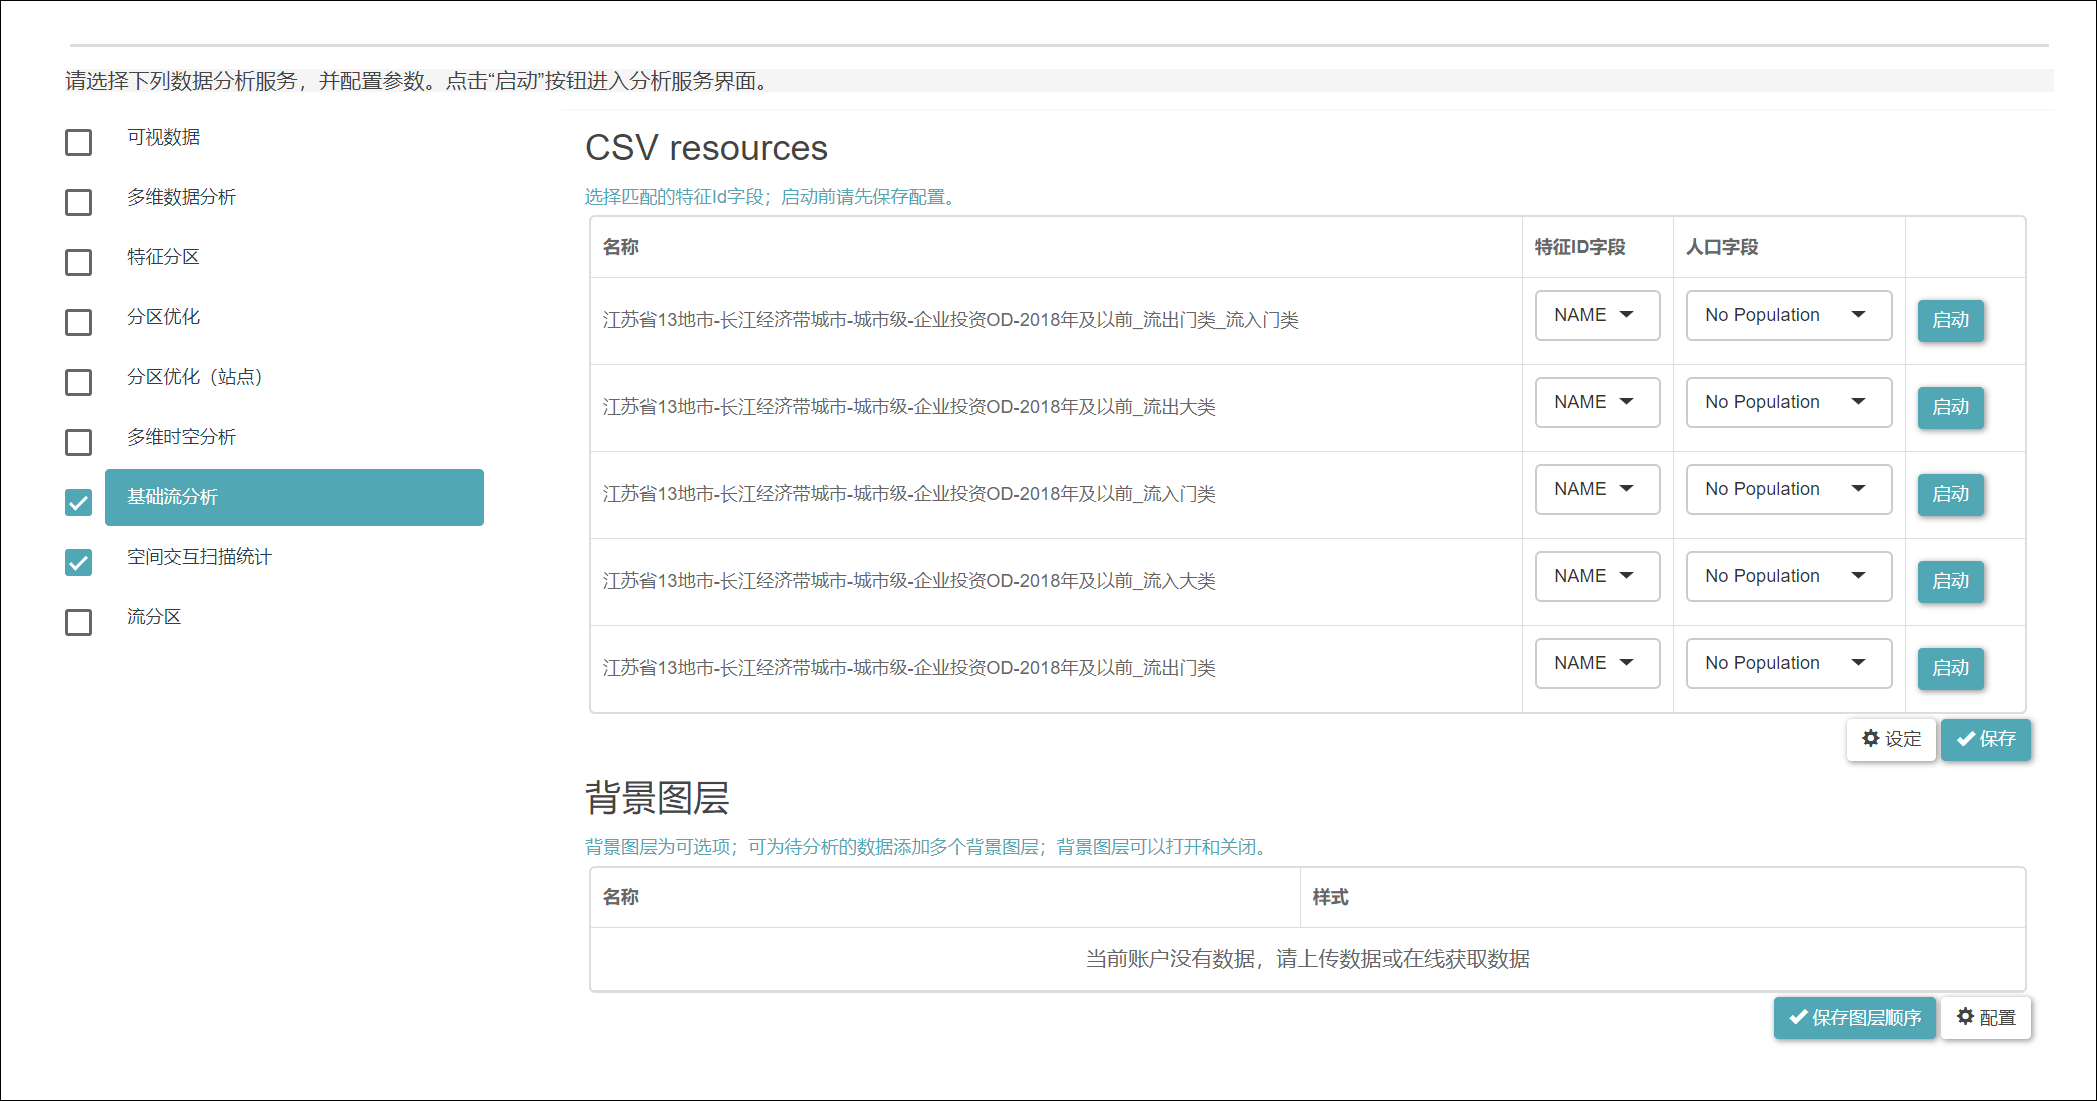 请选择下列数据分析服务，并配置参数。点击“启动”按钮进入分析服务界面。
可视数据
多维数据分析
特征分区
分区优化
分区优化（站点）
多维时空分析
基础流分析
空间交互扫描统计
流分区
CSV resources
选择匹配的特征Id字段；启动前请先保存配置。
名称 特征ID字段 人口字段
江苏省13地市-长江经济带城市-城市级-企业投资OD-2018年及以前_流出门类_流入门类 NAME No Population 启动
江苏省13地市-长江经济带城市-城市级-企业投资OD-2018年及以前_流出大类 NAME No Population 启动
江苏省13地市-长江经济带城市-城市级-企业投资OD-2018年及以前_流入门类 NAME No Population 启动
江苏省13地市-长江经济带城市-城市级-企业投资OD-2018年及以前_流入大类 NAME No Population 启动
江苏省13地市-长江经济带城市-城市级-企业投资OD-2018年及以前_流出门类 NAME No Population 启动
设定 保存
背景图层
背景图层为可选项；可为待分析的数据添加多个背景图层；背景图层可以打开和关闭。
名称 样式
当前账户没有数据，请上传数据或在线获取数据
保存图层顺序 配置